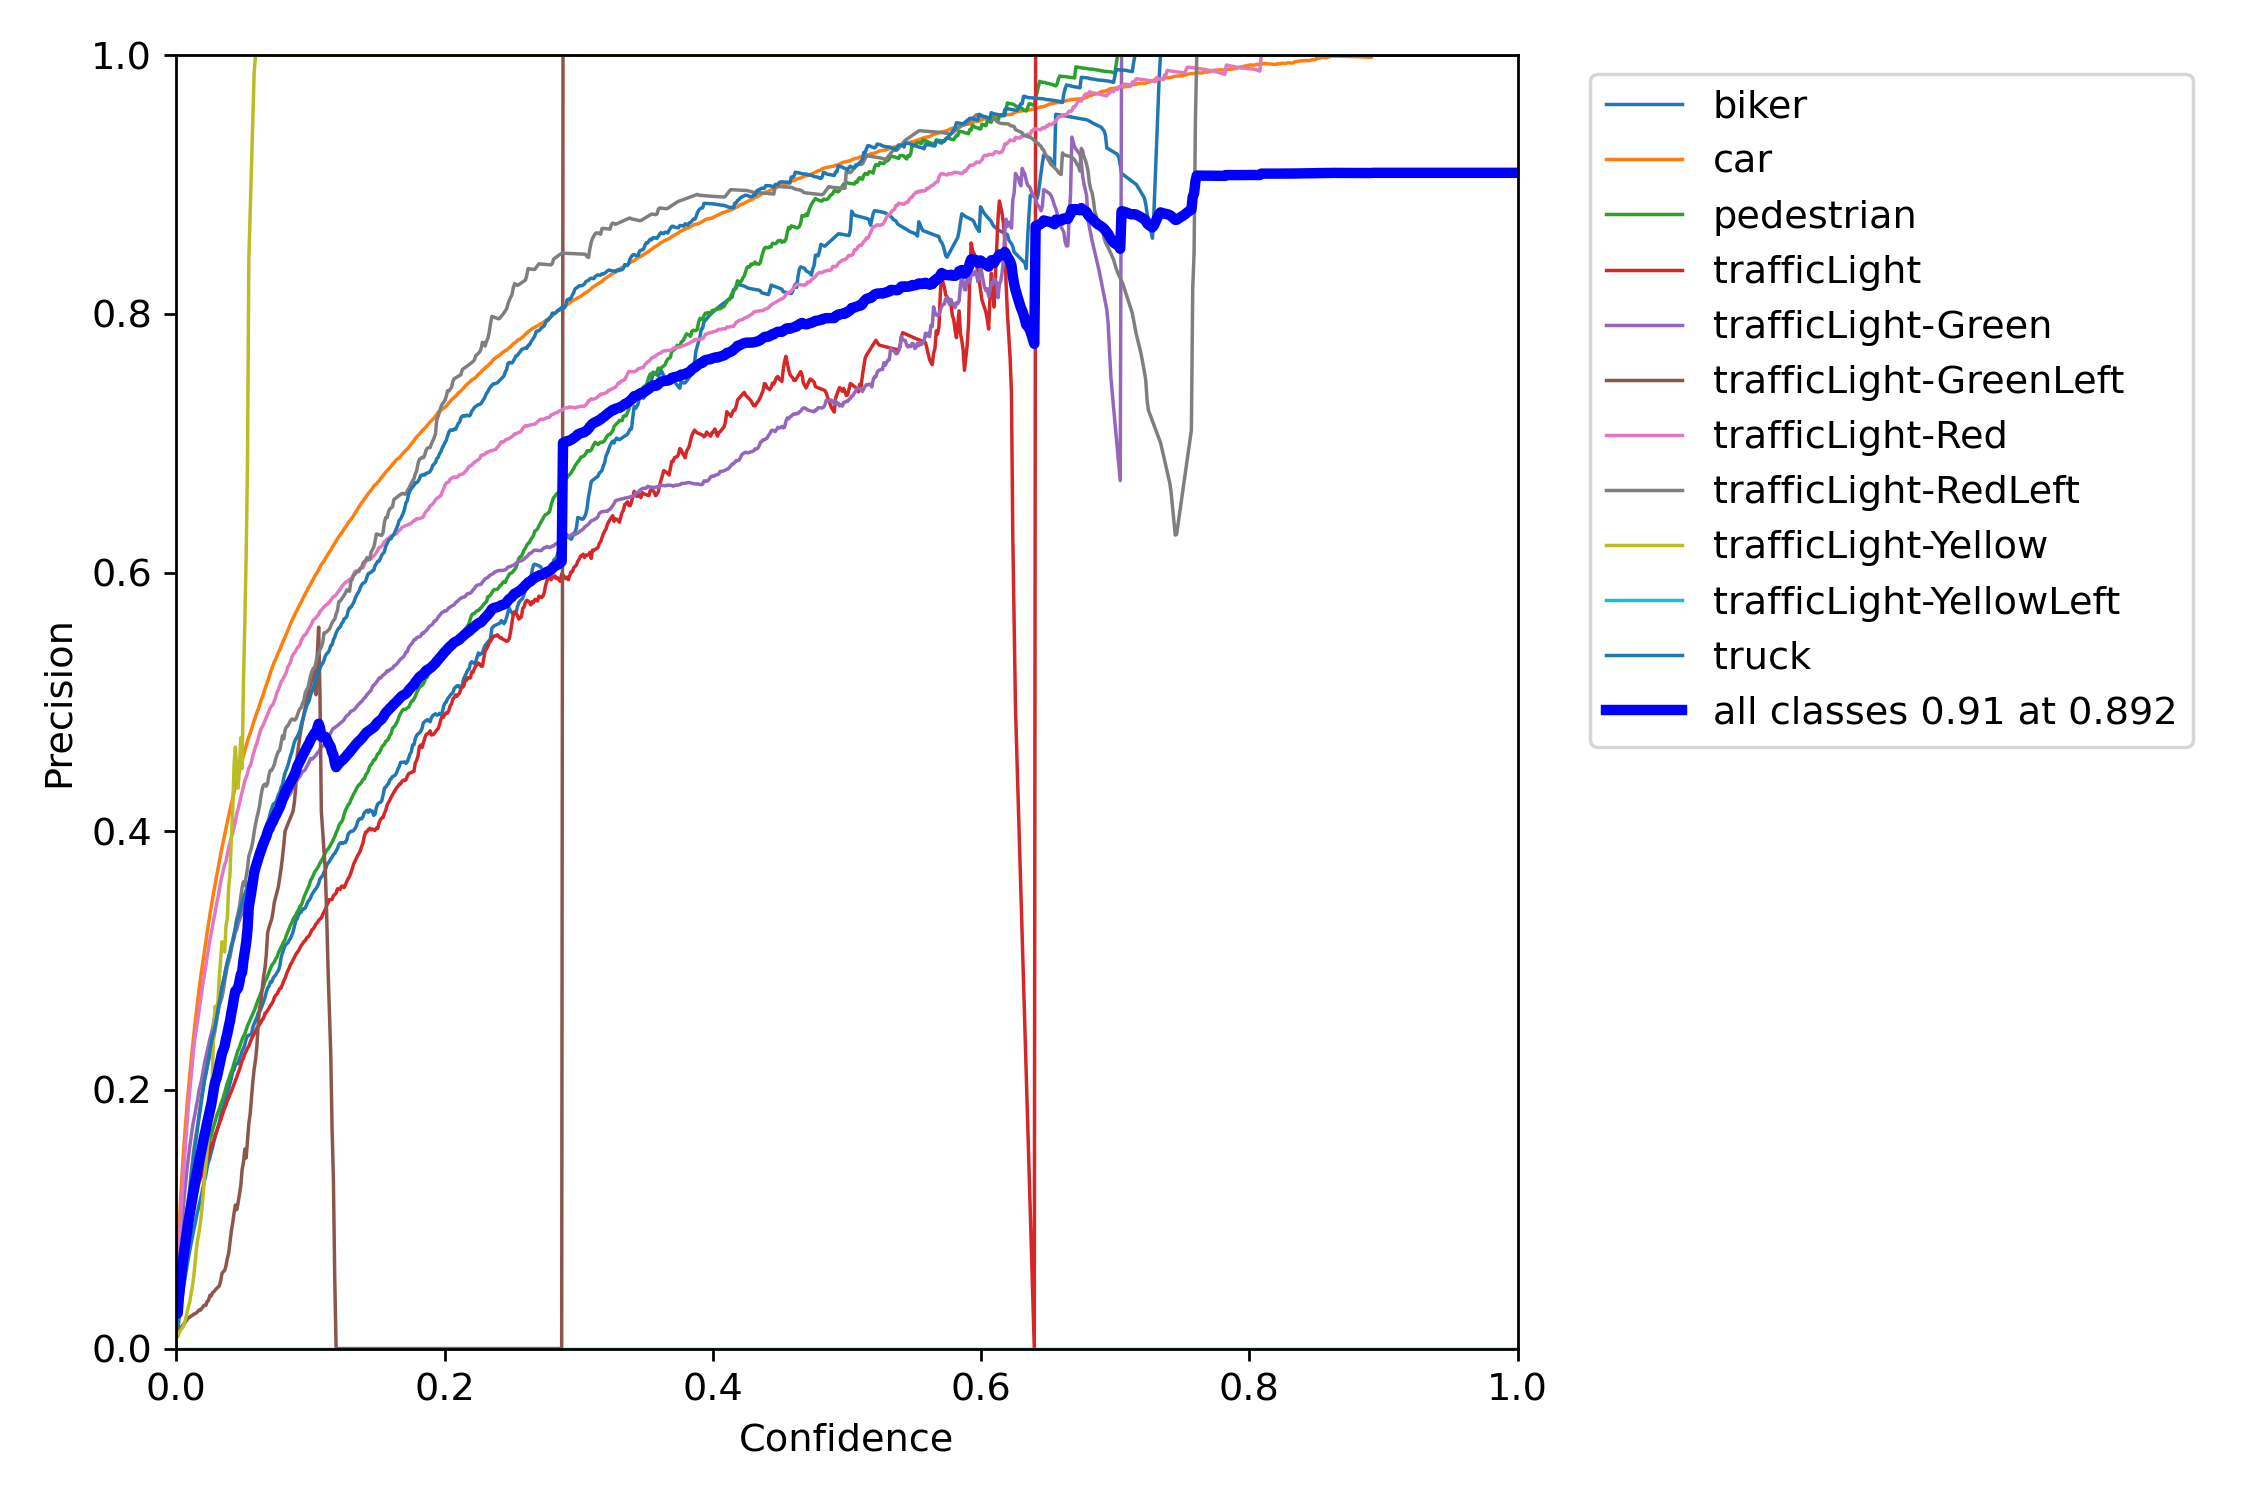 1.0
0.8
0.6
0.4
0.2
0.0
Precision
0.0 0.2 0.4 0.6 0.8 1.0
Confidence
biker
car
pedestrian
trafficLight
trafficLight-Green
trafficLight-GreenLeft
trafficLight-Red
trafficLight-RedLeft
trafficLight-Yellow
trafficLight-YellowLeft
truck
all classes 0.91 at 0.892